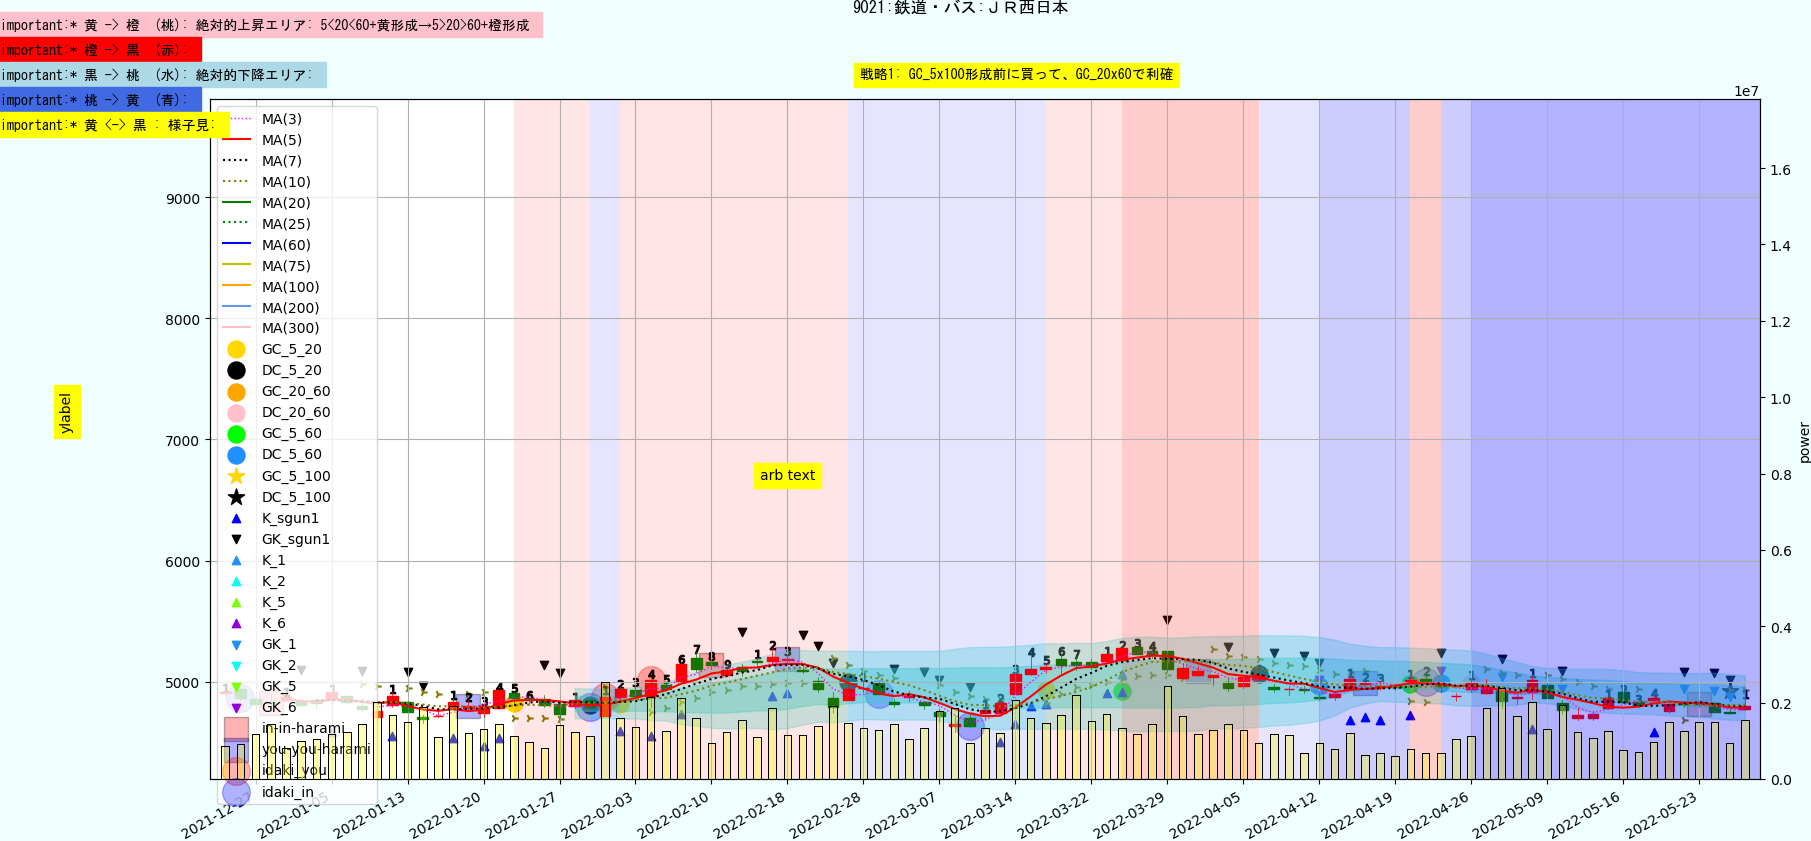 9021:鉄道・バス:ＪＲ西日本
important:* 黄 -> 橙 (桃): 絶対的上昇エリア: 5<20<60+黄形成→5>20>60+橙形成
important:* 橙 -> 黒 (赤):
important:* 黒 -> 桃 (水): 絶対的下降エリア:
戦略1: GC_5x100形成前に買って、GC_20x60で利確
important:* 桃 -> 黄 (青):
important:* 黄 <-> 黒 : 様子見:
1e7
MA(3)
MA(5)
MA(7)
MA(10)
MA(20)
MA(25)
MA(60)
MA(75)
MA(100)
MA(200)
MA(300)
GC_5_20
DC_5_20
GC_20_60
DC_20_60
GC_5_60
DC_5_60
GC_5_100
DC_5_100
K_sgun1
GK_sgun1
K_1
K_2
K_5
K_6
GK_1
GK_2
GK_5
GK_6
in-in-harami
you-you-harami
idaki_you
idaki_in
9000
8000
7000
6000
5000
ylabel
arb text
1.6
1.4
1.2
1.0
0.8
0.6
0.4
0.2
0.0
power
2021-12-27
2022-01-05
2022-01-13
2022-01-20
2022-01-27
2022-02-03
2022-02-10
2022-02-18
2022-02-28
2022-03-07
2022-03-14
2022-03-22
2022-03-29
2022-04-05
2022-04-12
2022-04-19
2022-04-26
2022-05-09
2022-05-16
2022-05-23